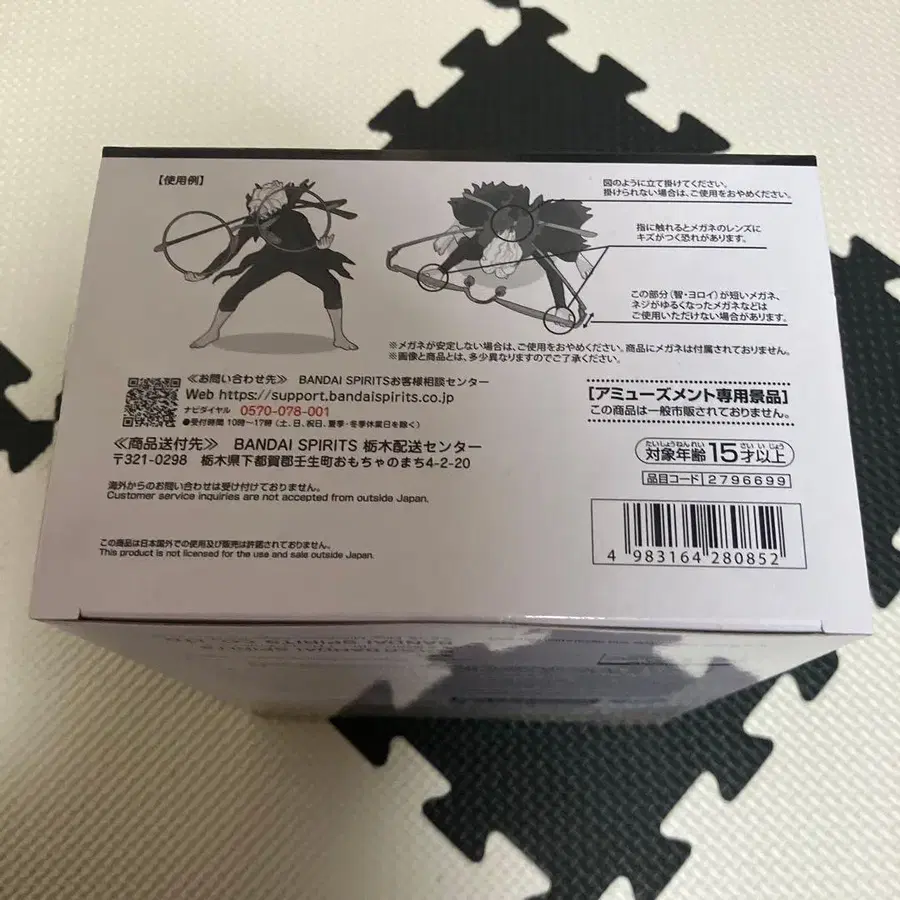 【使用例】
図のように立て掛けてください。
掛けられない場合は、ご使用をおやめください。
指に触れるとメガネのレンズに
キズがつく恐れがあります。
この部分（智・ヨロイ）が短いメガネ、
ネジがゆるくなったメガネなどは
ご使用いただけない場合があります。
※メガネが安定しない場合は、ご使用をおやめください。商品にメガネは付属されておりません。
※画像と商品とは、多少異なりますのでご了承ください。
≪お問い合わせ先≫ BANDAI SPIRITSお客様相談センター
Web https://support.bandaispirits.co.jp
ナビダイヤル 0570-078-001
●受付時間 10時～17時（土、日、祝日、夏季・冬季休業日を除く）
≪商品送付先≫ BANDAI SPIRITS 栃木配送センター
〒321-0298 栃木県下都賀郡壬生町おもちゃのまち4-2-20
海外からのお問い合わせは受け付けておりません。
Customer service inquiries are not accepted from outside Japan.
この商品は日本国外での使用及び販売は許諾されておりません。
This product is not licensed for the use and sale outside Japan.
［アミューズメント専用景品］
この商品は一般市販されておりません。
たいしょうねんれい さい いじょう
対象年齢15才以上
品目コード 2796699
4 983164 280852